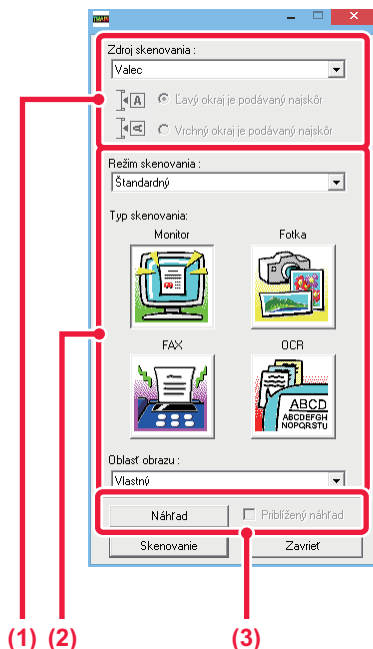 TWAIN
Zdroj skenovania :
Valec
A
Ľavý okraj je podávaný najskôr
A
Vrchný okraj je podávaný najskôr
Režim skenovania :
Štandardný
Typ skenovania:
Monitor
Fotka
FAX
OCR
ABCD
ABCDEFGH
NOPQRSTU
Oblasť obrazu :
Vlastný
Náhľad
Priblížený náhľad
Skenovanie
Zavrieť
(1) (2) (3)